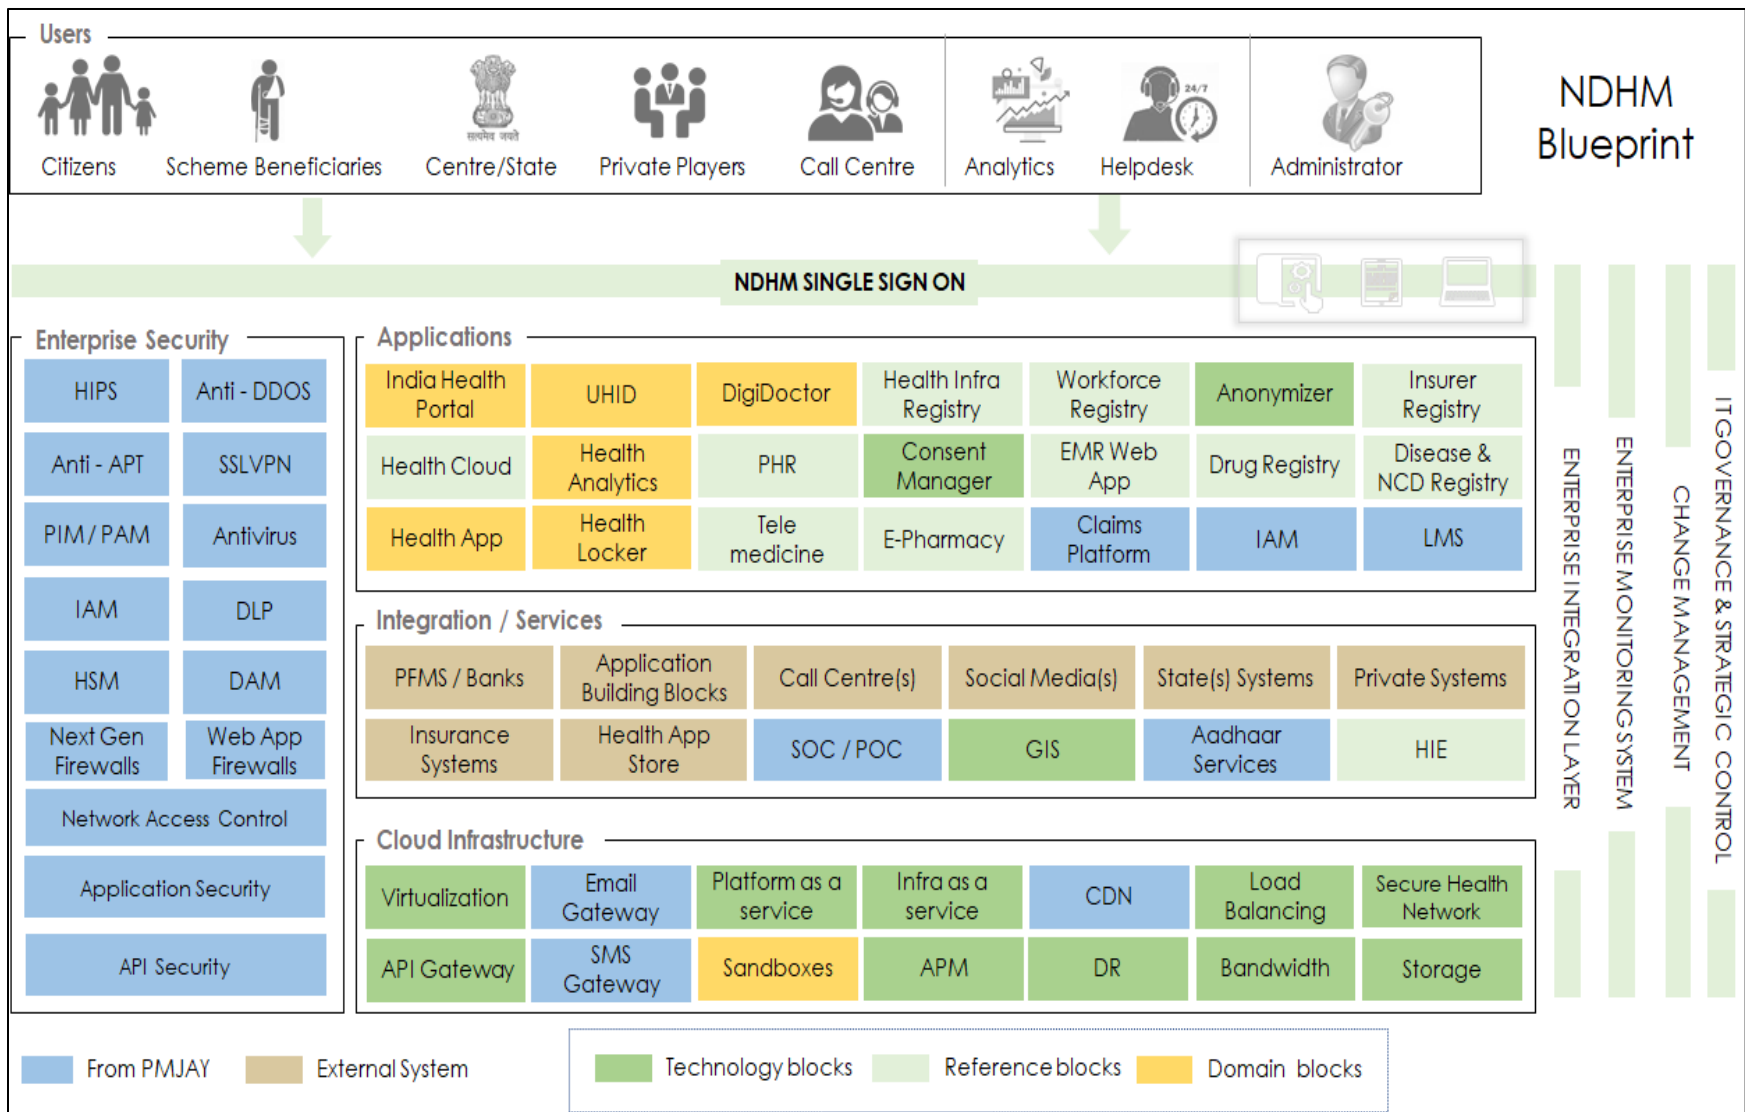 Users
सत्यमेव जयते
24/7
Citizens
Scheme Beneficiaries
Centre/State
Private Players
Call Centre
Analytics
Helpdesk
Administrator
NDHM
Blueprint
NDHM SINGLE SIGN ON
Enterprise Security
HIPS
Anti - DDOS
Anti - APT
SSLVPN
PIM / PAM
Antivirus
IAM
DLP
HSM
DAM
Next Gen
Firewalls
Web App
Firewalls
Network Access Control
Application Security
API Security
Applications
India Health
Portal
UHID
DigiDoctor
Health Infra
Registry
Workforce
Registry
Anonymizer
Insurer
Registry
Health Cloud
Health
Analytics
PHR
Consent
Manager
EMR Web
App
Drug Registry
Disease &
NCD Registry
Health App
Health
Locker
Tele
medicine
E-Pharmacy
Claims
Platform
IAM
LMS
Integration / Services
PFMS / Banks
Application
Building Blocks
Call Centre(s)
Social Media(s)
State(s) Systems
Private Systems
Insurance
Systems
Health App
Store
SOC / POC
GIS
Aadhaar
Services
HIE
Cloud Infrastructure
Virtualization
Email
Gateway
Platform as a
service
Infra as a
service
CDN
Load
Balancing
Secure Health
Network
API Gateway
SMS
Gateway
Sandboxes
APM
DR
Bandwidth
Storage
ENTERPRISE INTEGRATION LAYER
ENTERPRISE MONITORING SYSTEM
CHANGE MANAGEMENT
IT GOVERNANCE & STRATEGIC CONTROL
From PMJAY
External System
Technology blocks
Reference blocks
Domain blocks